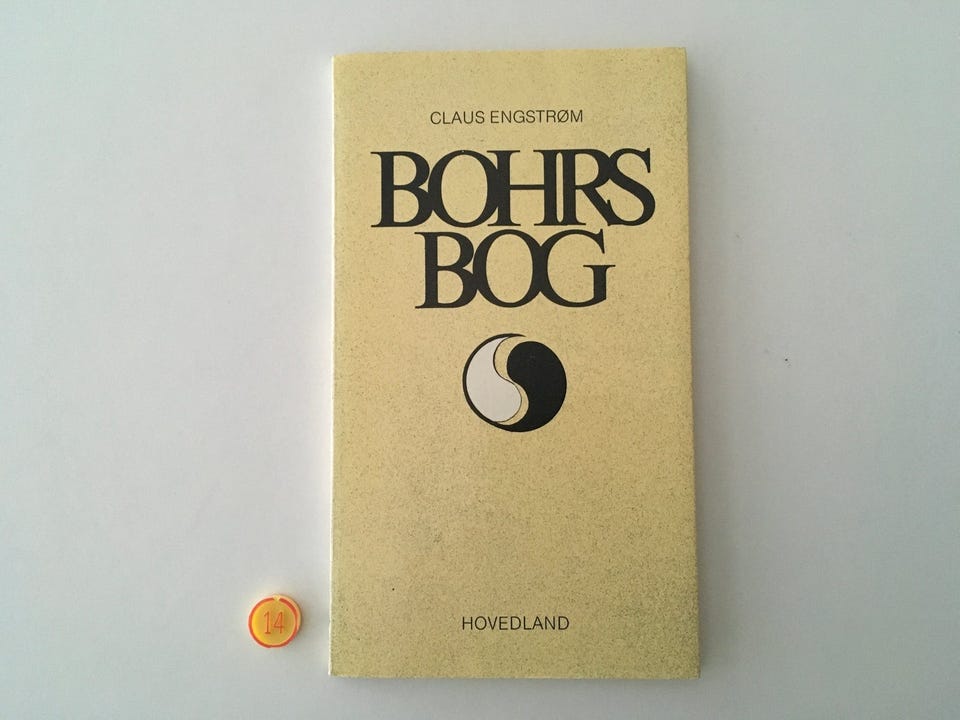 CLAUS ENGSTRØM
BOHRS
BOG
HOVEDLAND
14